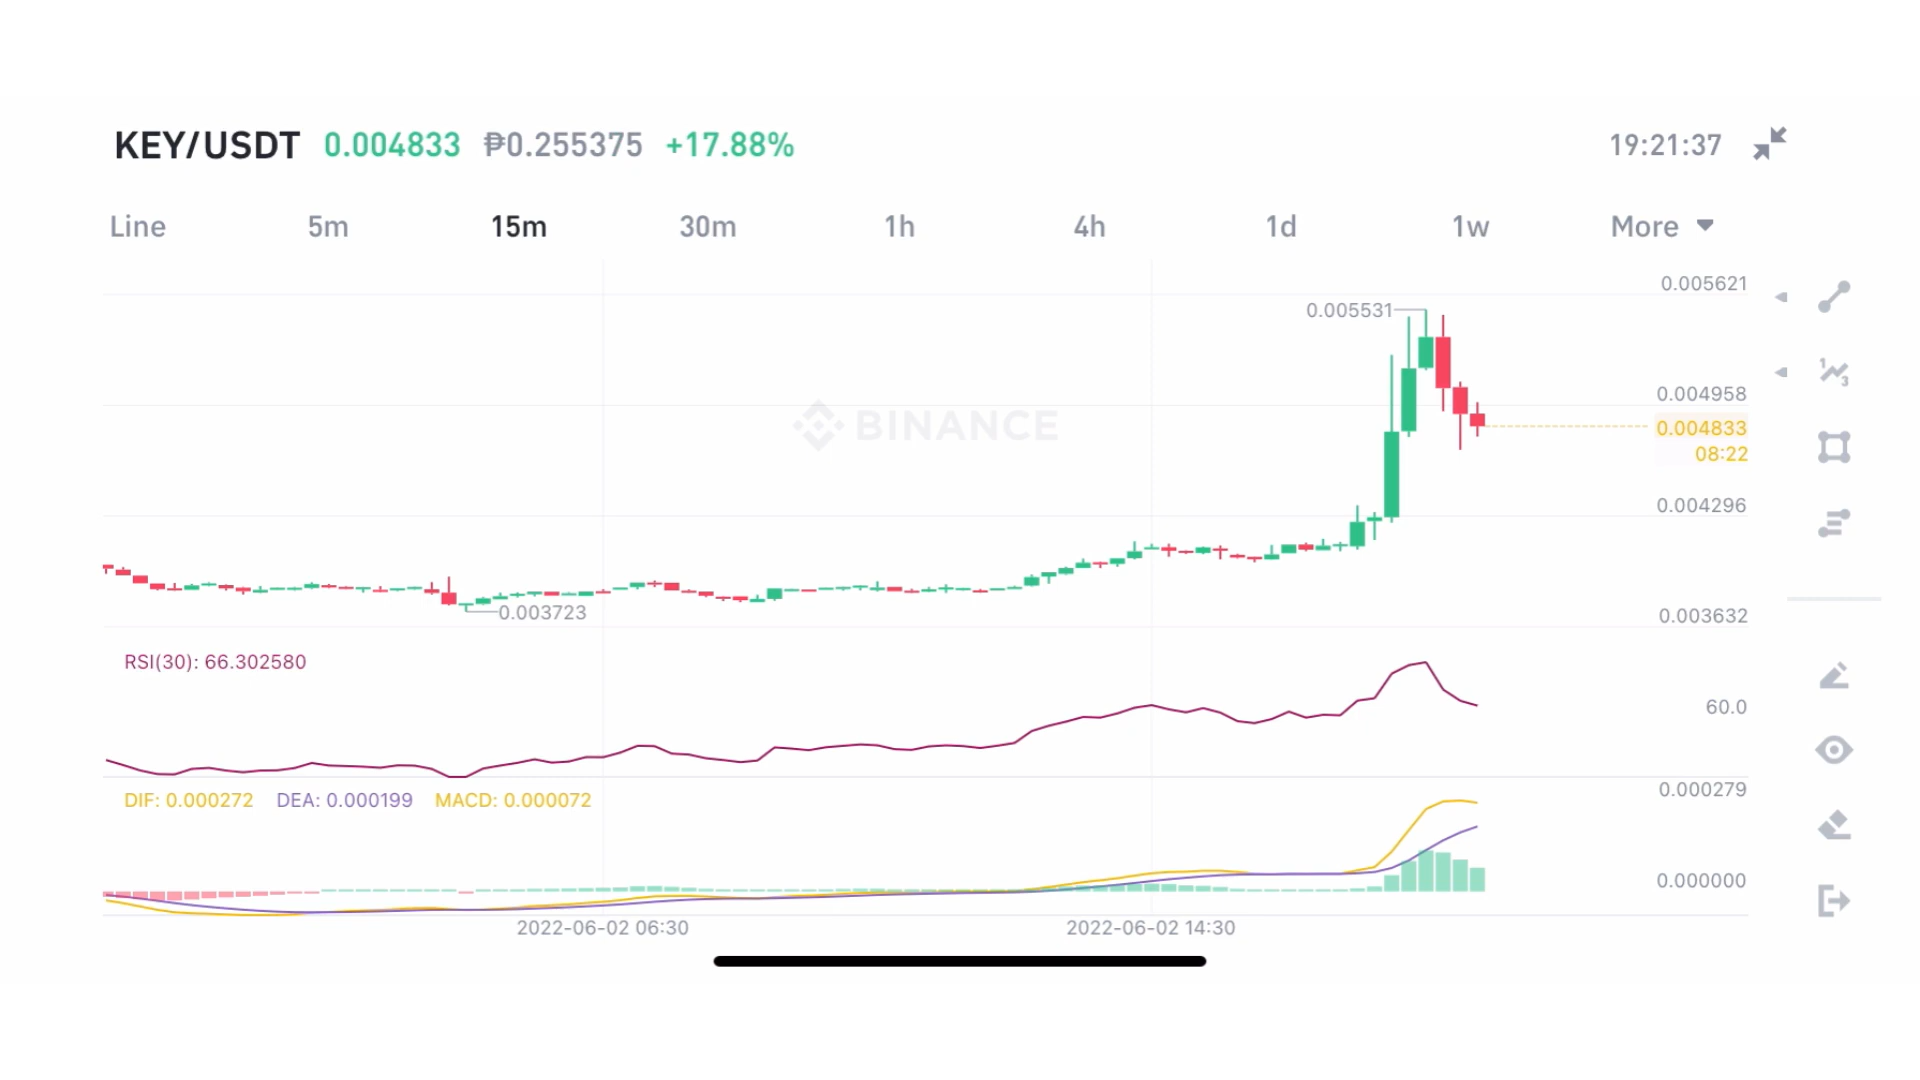 KEY/USDT 0.004833 ₱0.255375 +17.88% 19:21:37
Line 5m 15m 30m 1h 4h 1d 1w More
0.005621
0.005531
0.004958
BINANCE
0.004833
08:22
0.004296
0.003723
0.003632
RSI(30): 66.302580
60.0
0.000279
DIF: 0.000272 DEA: 0.000199 MACD: 0.000072
0.000000
2022-06-02 06:30 2022-06-02 14:30